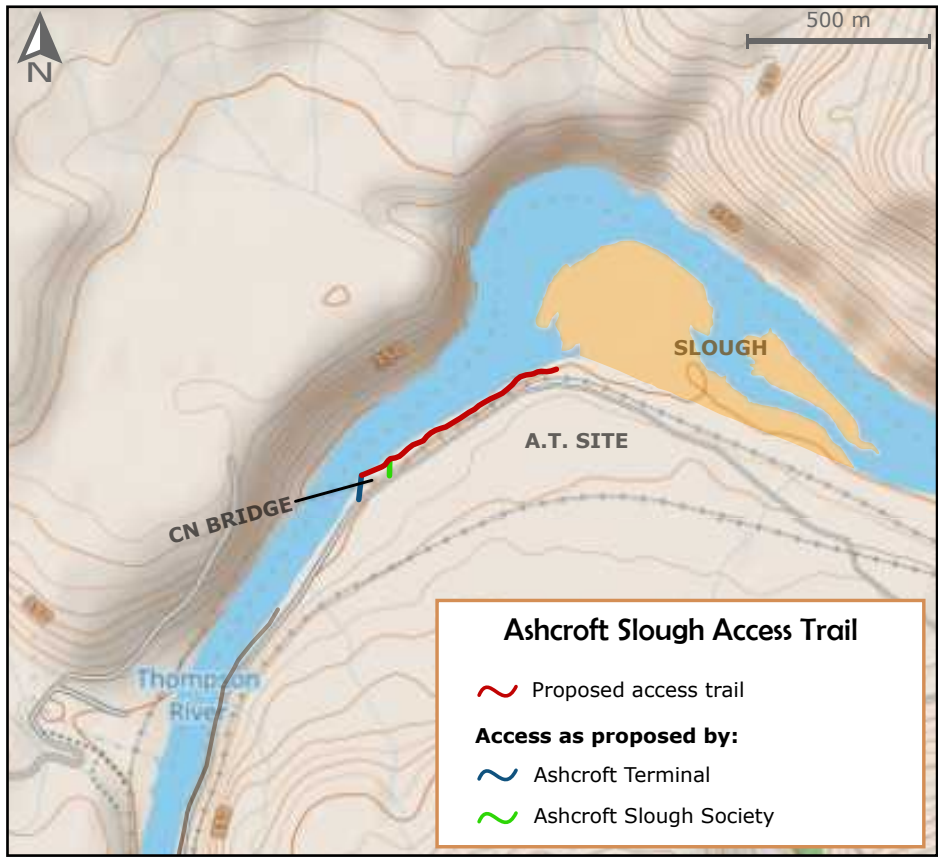 500 m
N
SLOUGH
A.T. SITE
CN BRIDGE
Thompson
River
Ashcroft Slough Access Trail
Proposed access trail
Access as proposed by:
Ashcroft Terminal
Ashcroft Slough Society